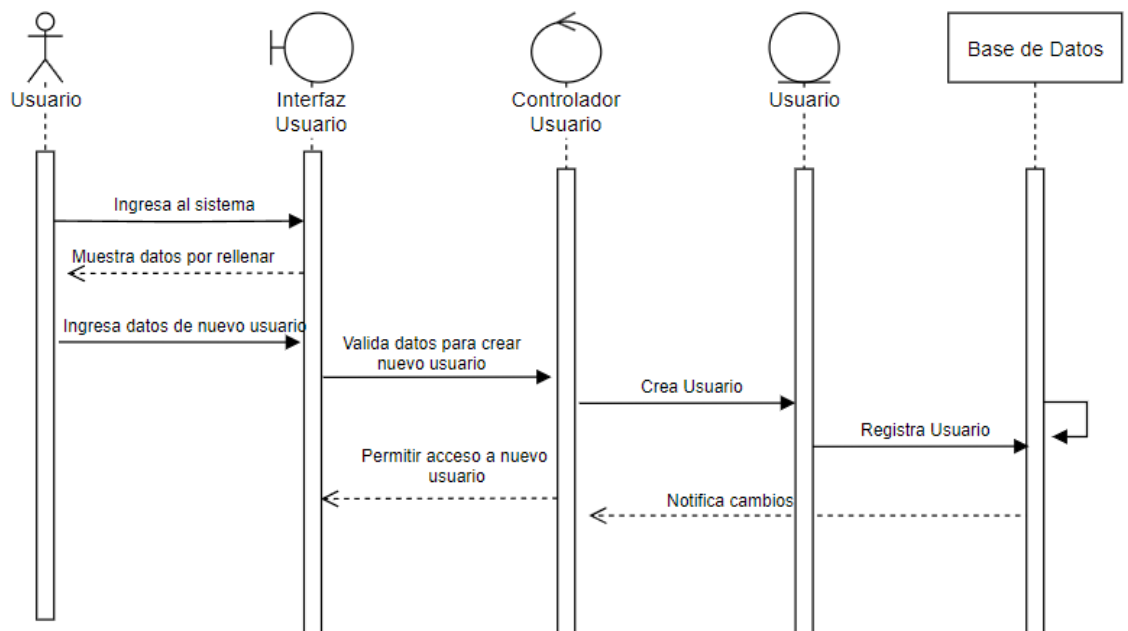 Usuario
Interfaz
Usuario
Controlador
Usuario
Usuario
Base de Datos
Ingresa al sistema
Muestra datos por rellenar
Ingresa datos de nuevo usuario
Valida datos para crear
nuevo usuario
Crea Usuario
Registra Usuario
Permitir acceso a nuevo
usuario
Notifica cambios